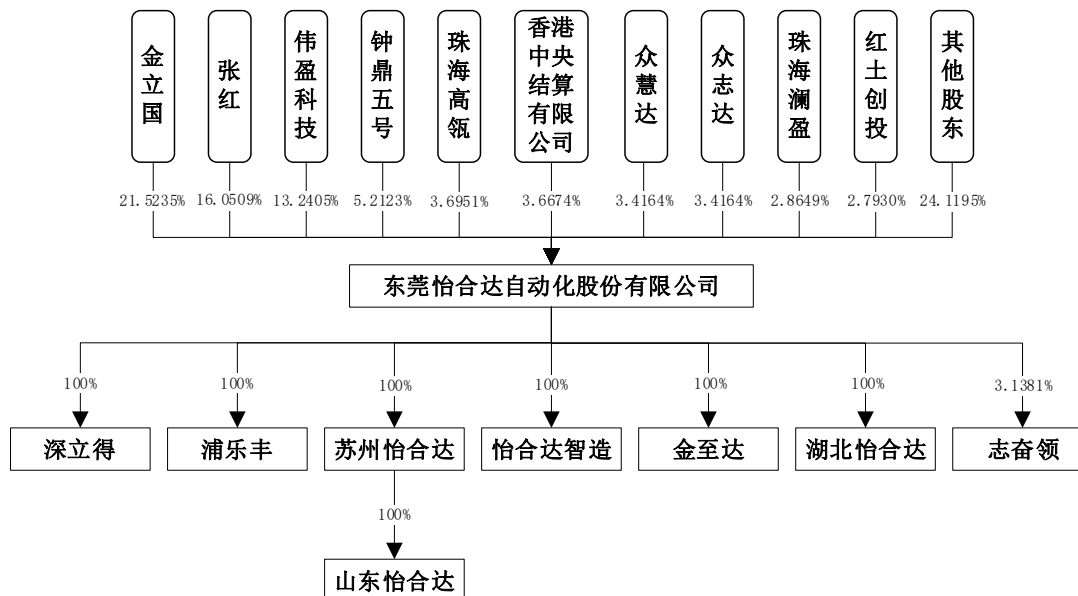 金立国
张红
伟盈科技
钟鼎五号
珠海高瓴
香港中央结算有限公司
众慧达
众志达
珠海澜盈
红土创投
其他股东
21.5235%
16.0509%
13.2405%
5.2123%
3.6951%
3.6674%
3.4164%
3.4164%
2.8649%
2.7930%
24.1195%
东莞怡合达自动化股份有限公司
100%
100%
100%
100%
100%
100%
3.1381%
深立得
浦乐丰
苏州怡合达
怡合达智造
金至达
湖北怡合达
志奋领
100%
山东怡合达